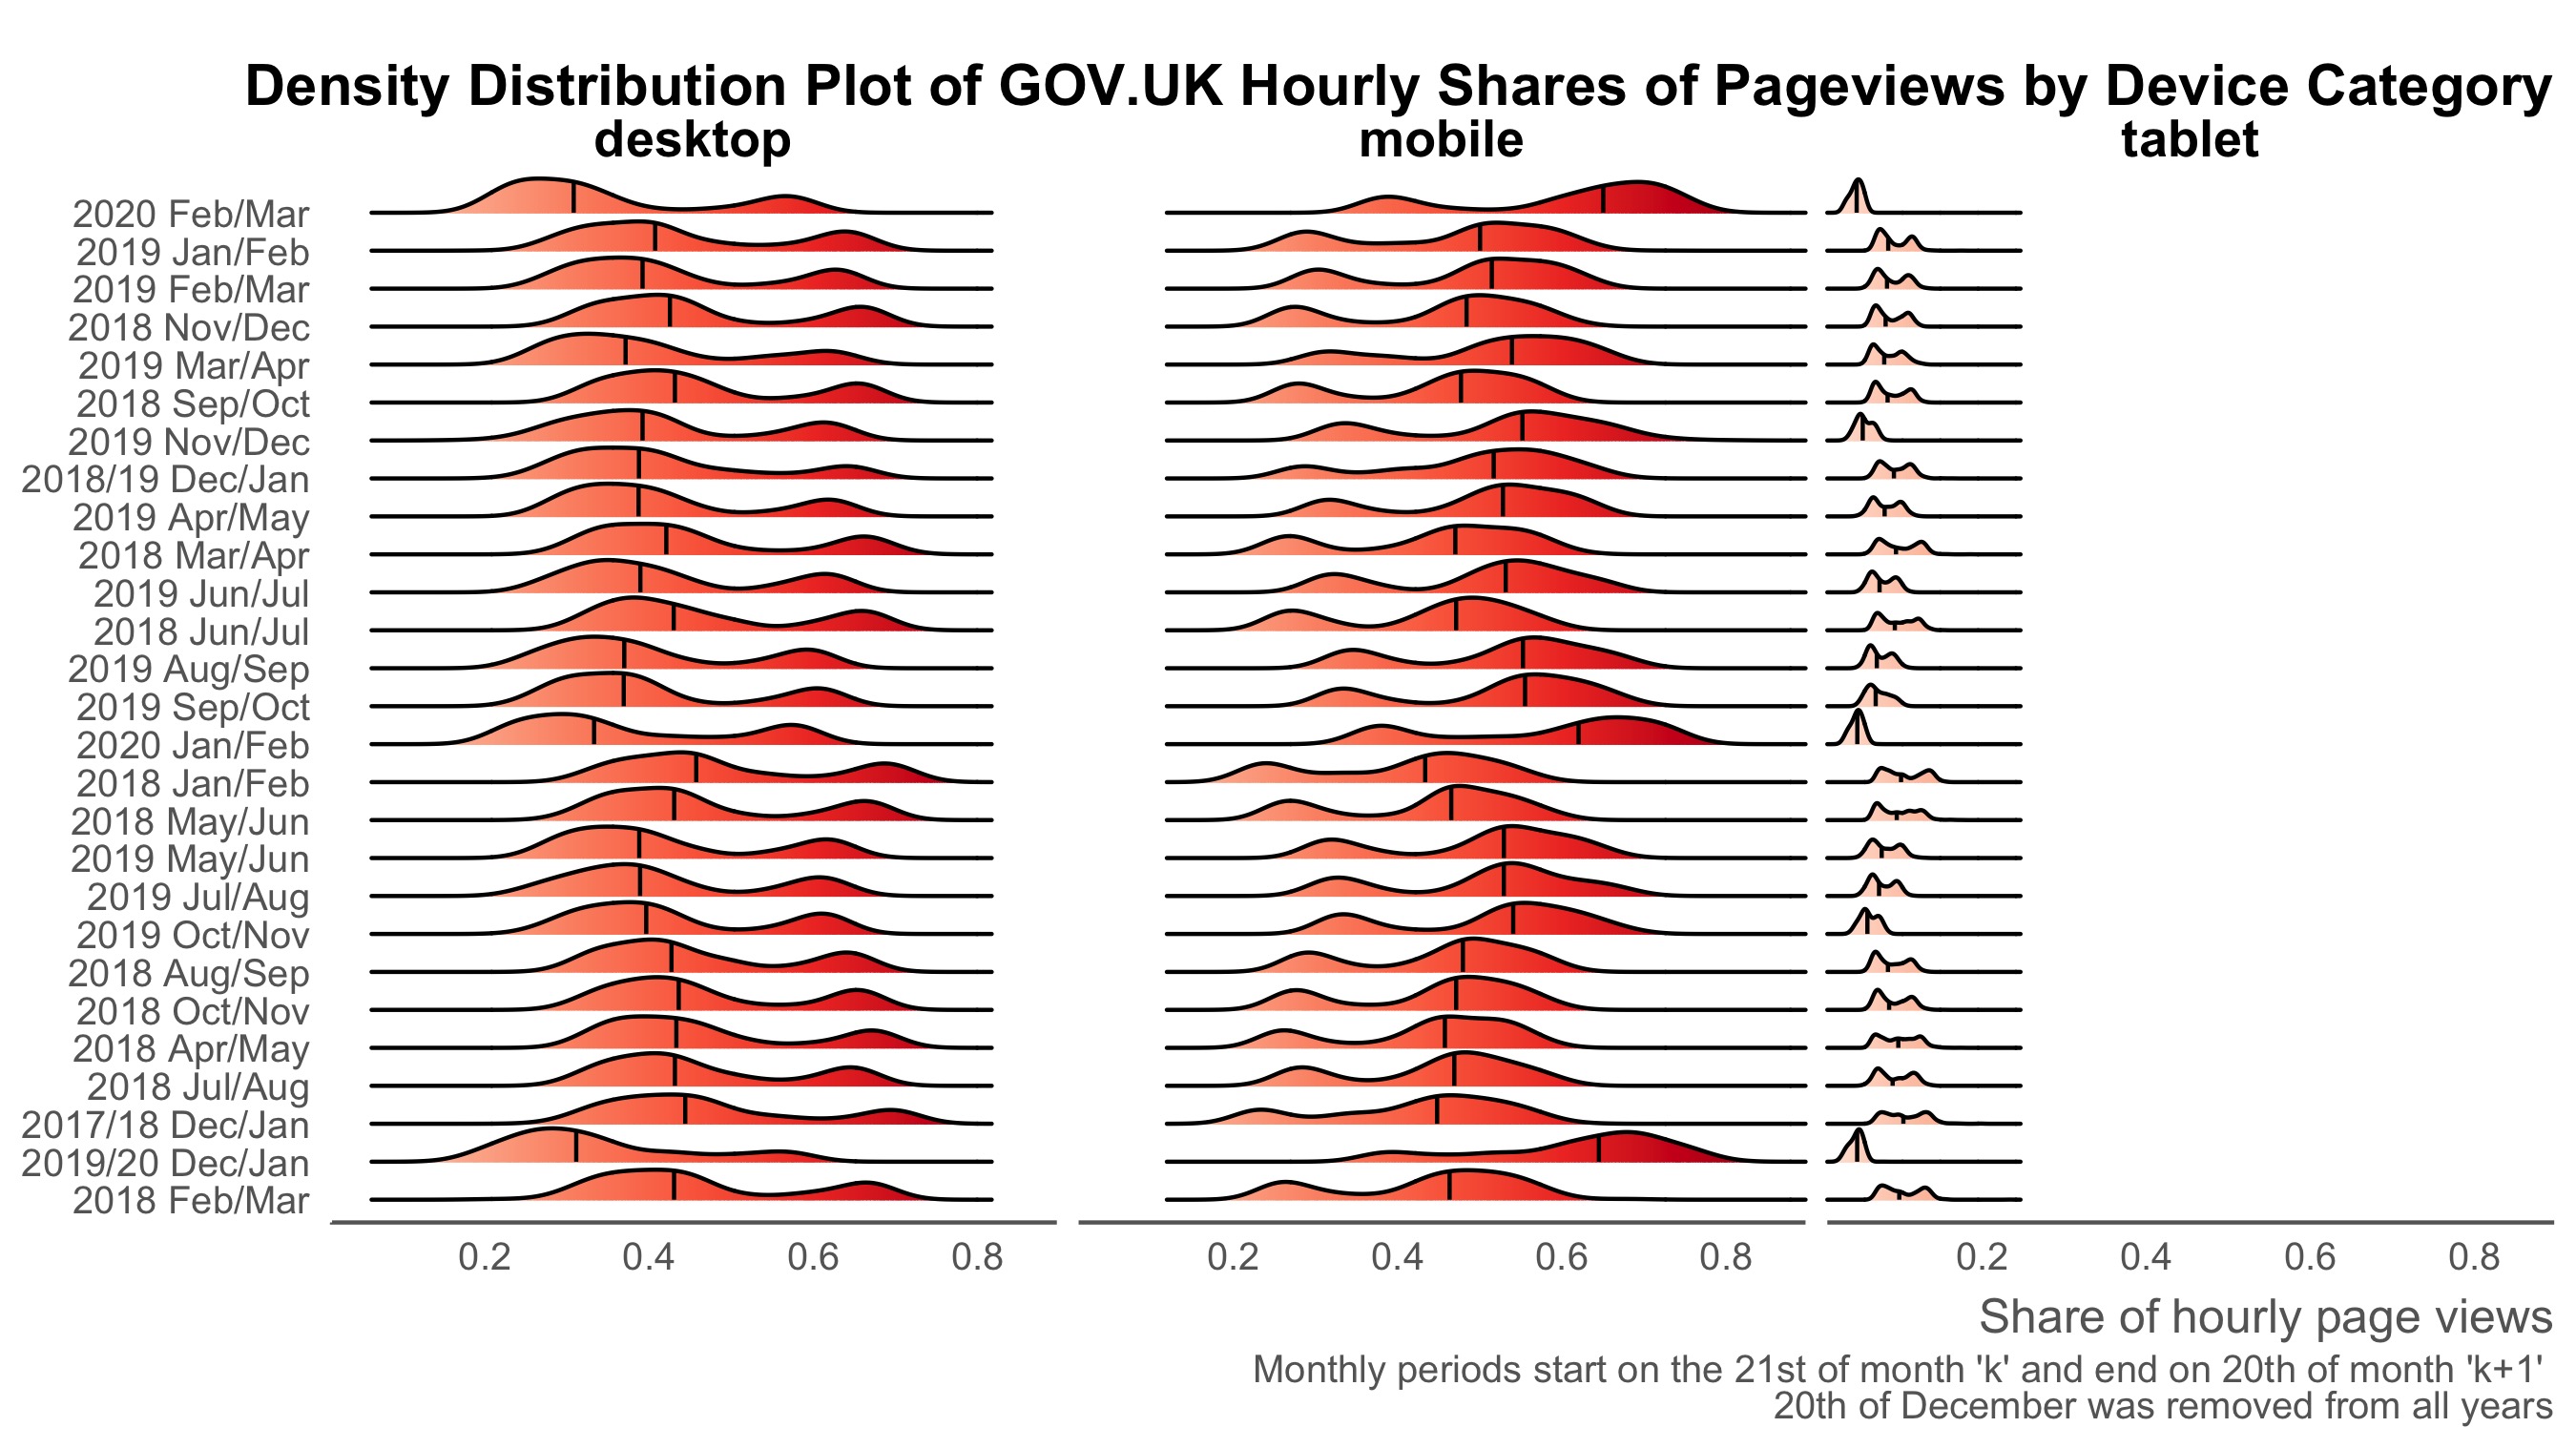 Density Distribution Plot of GOV.UK Hourly Shares of Pageviews by Device Category
desktop mobile tablet
2020 Feb/Mar
2019 Jan/Feb
2019 Feb/Mar
2018 Nov/Dec
2019 Mar/Apr
2018 Sep/Oct
2019 Nov/Dec
2018/19 Dec/Jan
2019 Apr/May
2018 Mar/Apr
2019 Jun/Jul
2018 Jun/Jul
2019 Aug/Sep
2019 Sep/Oct
2020 Jan/Feb
2018 Jan/Feb
2018 May/Jun
2019 May/Jun
2019 Jul/Aug
2019 Oct/Nov
2018 Aug/Sep
2018 Oct/Nov
2018 Apr/May
2018 Jul/Aug
2017/18 Dec/Jan
2019/20 Dec/Jan
2018 Feb/Mar
0.2 0.4 0.6 0.8 0.2 0.4 0.6 0.8 0.2 0.4 0.6 0.8
Share of hourly page views
Monthly periods start on the 21st of month 'k' and end on 20th of month 'k+1'
20th of December was removed from all years